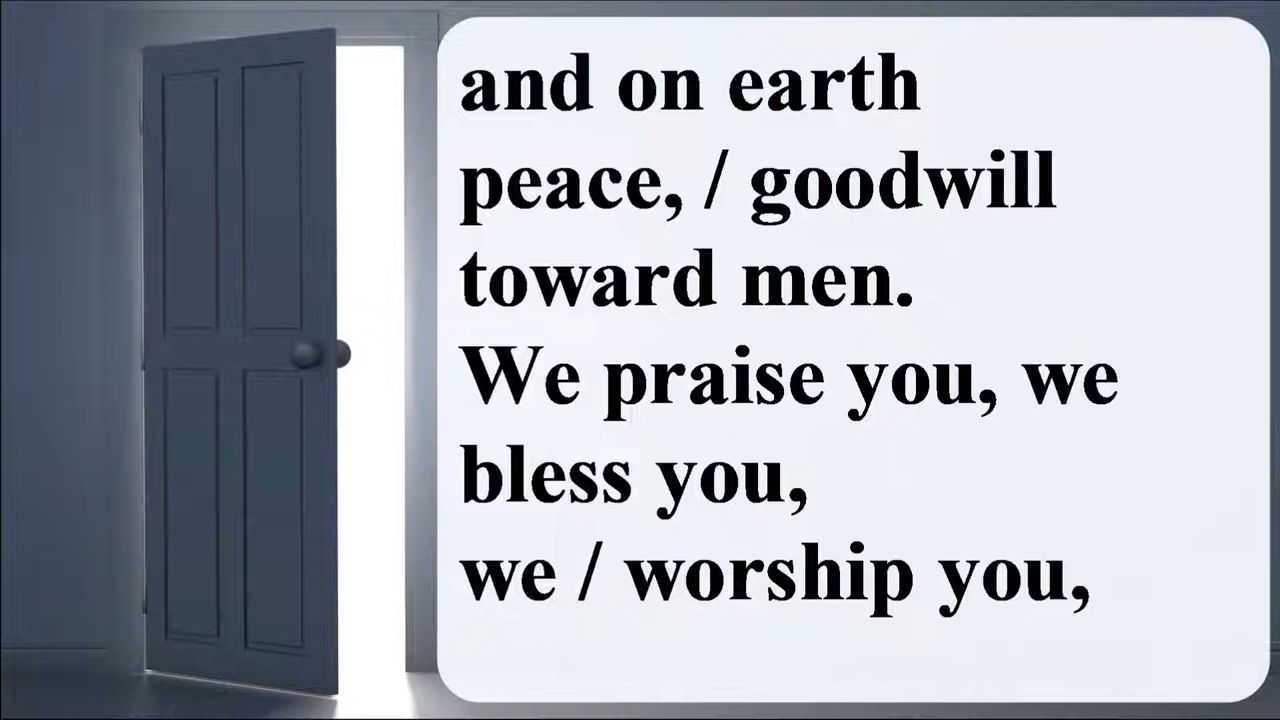 and on earth
peace, / goodwill
toward men.
We praise you, we
bless you,
we / worship you,